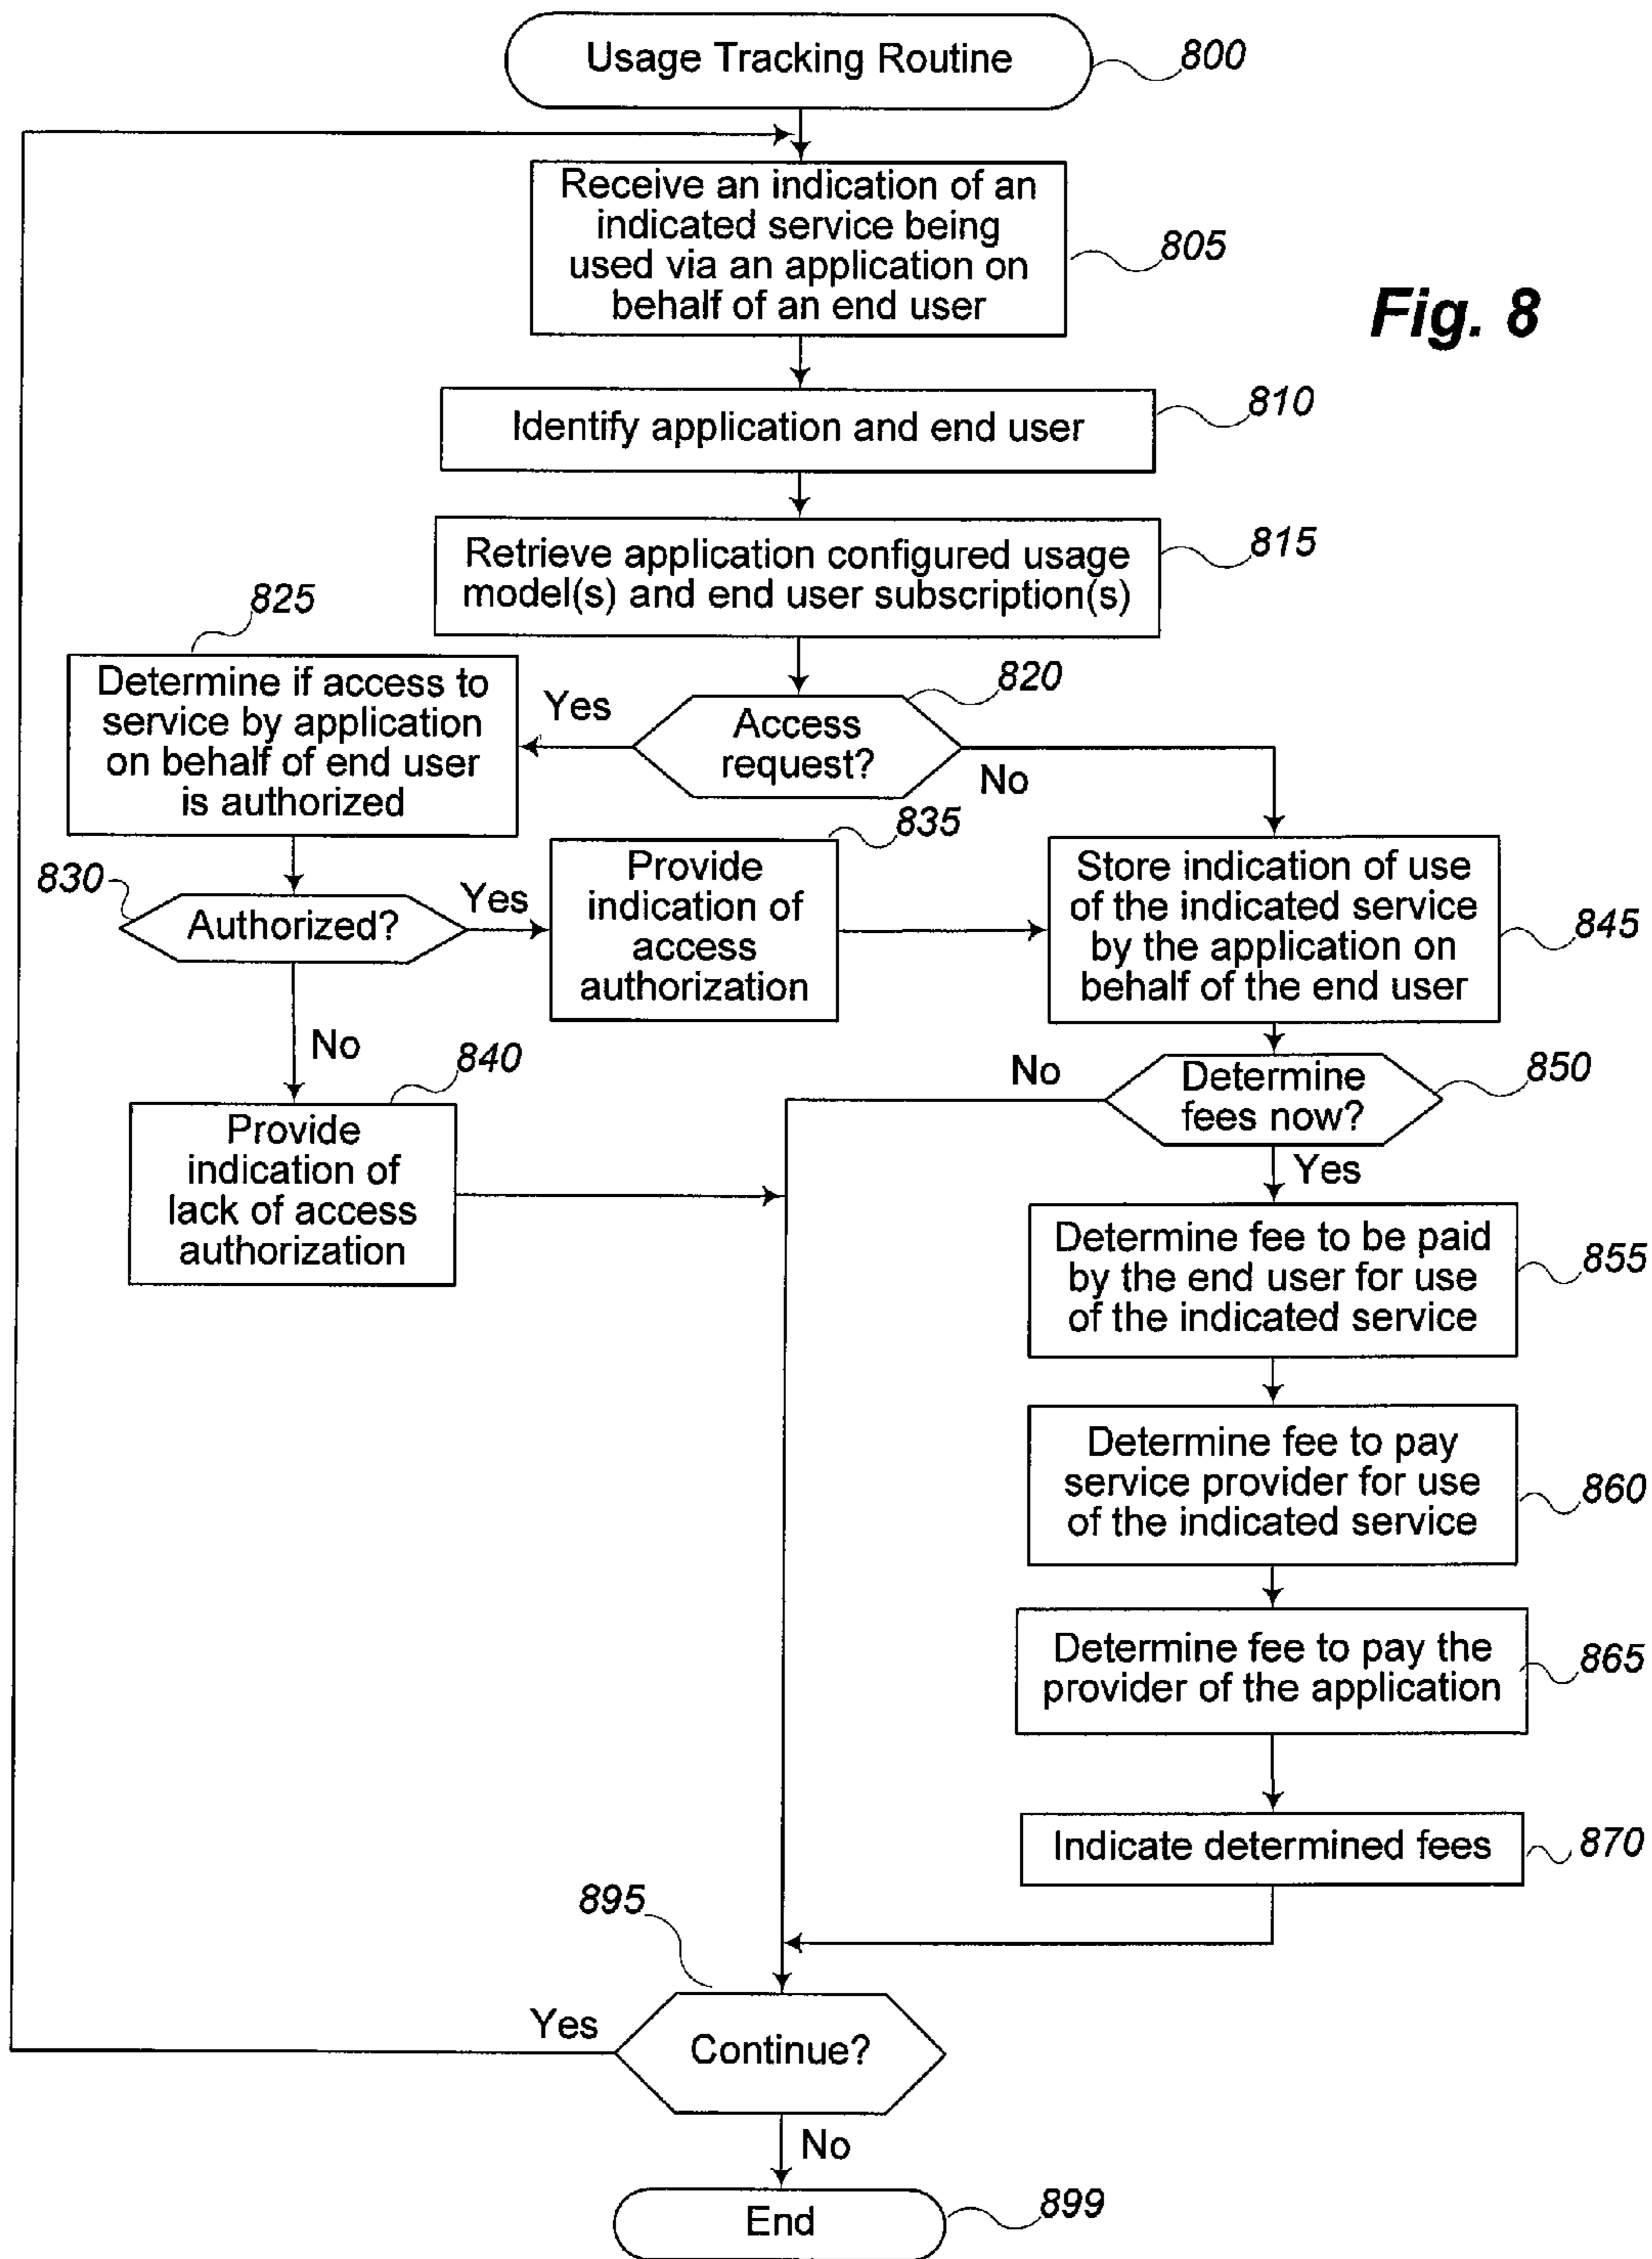 Usage Tracking Routine
800
Receive an indication of an
indicated service being
used via an application on
behalf of an end user
805
Fig. 8
Identify application and end user
810
Retrieve application configured usage
model(s) and end user subscription(s)
815
Access
request?
820
Yes
No
825
Determine if access to
service by application
on behalf of end user
is authorized
830
Authorized?
Yes
No
835
Provide
indication of
access
authorization
840
Provide
indication of
lack of access
authorization
Store indication of use
of the indicated service
by the application on
behalf of the end user
845
Determine
fees now?
850
No
Yes
Determine fee to be paid
by the end user for use
of the indicated service
855
Determine fee to pay
service provider for use
of the indicated service
860
Determine fee to pay the
provider of the application
865
Indicate determined fees
870
895
Continue?
Yes
No
End
899